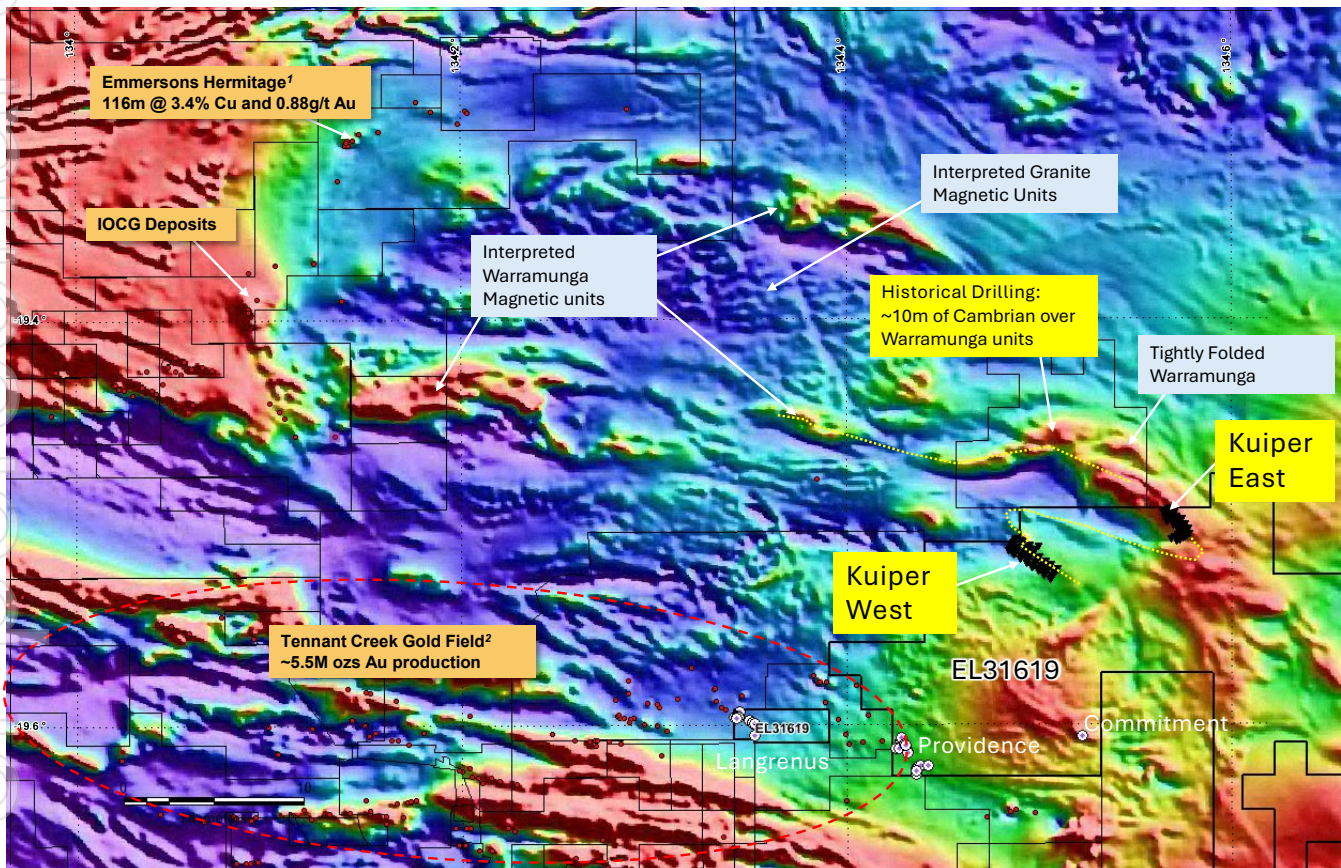 134°
134.2°
134.4°
134.6°
Emmersons Hermitage¹
116m @ 3.4% Cu and 0.88g/t Au
IOCG Deposits
Interpreted Granite
Magnetic Units
Interpreted
Warramunga
Magnetic units
Historical Drilling:
~10m of Cambrian over
Warramunga units
Tightly Folded
Warramunga
-19.4°
Kuiper
East
Kuiper
West
Tennant Creek Gold Field²
~5.5M ozs Au production
EL31619
-19.6°
EL31619
Commitment
Providence
Langrenus
10